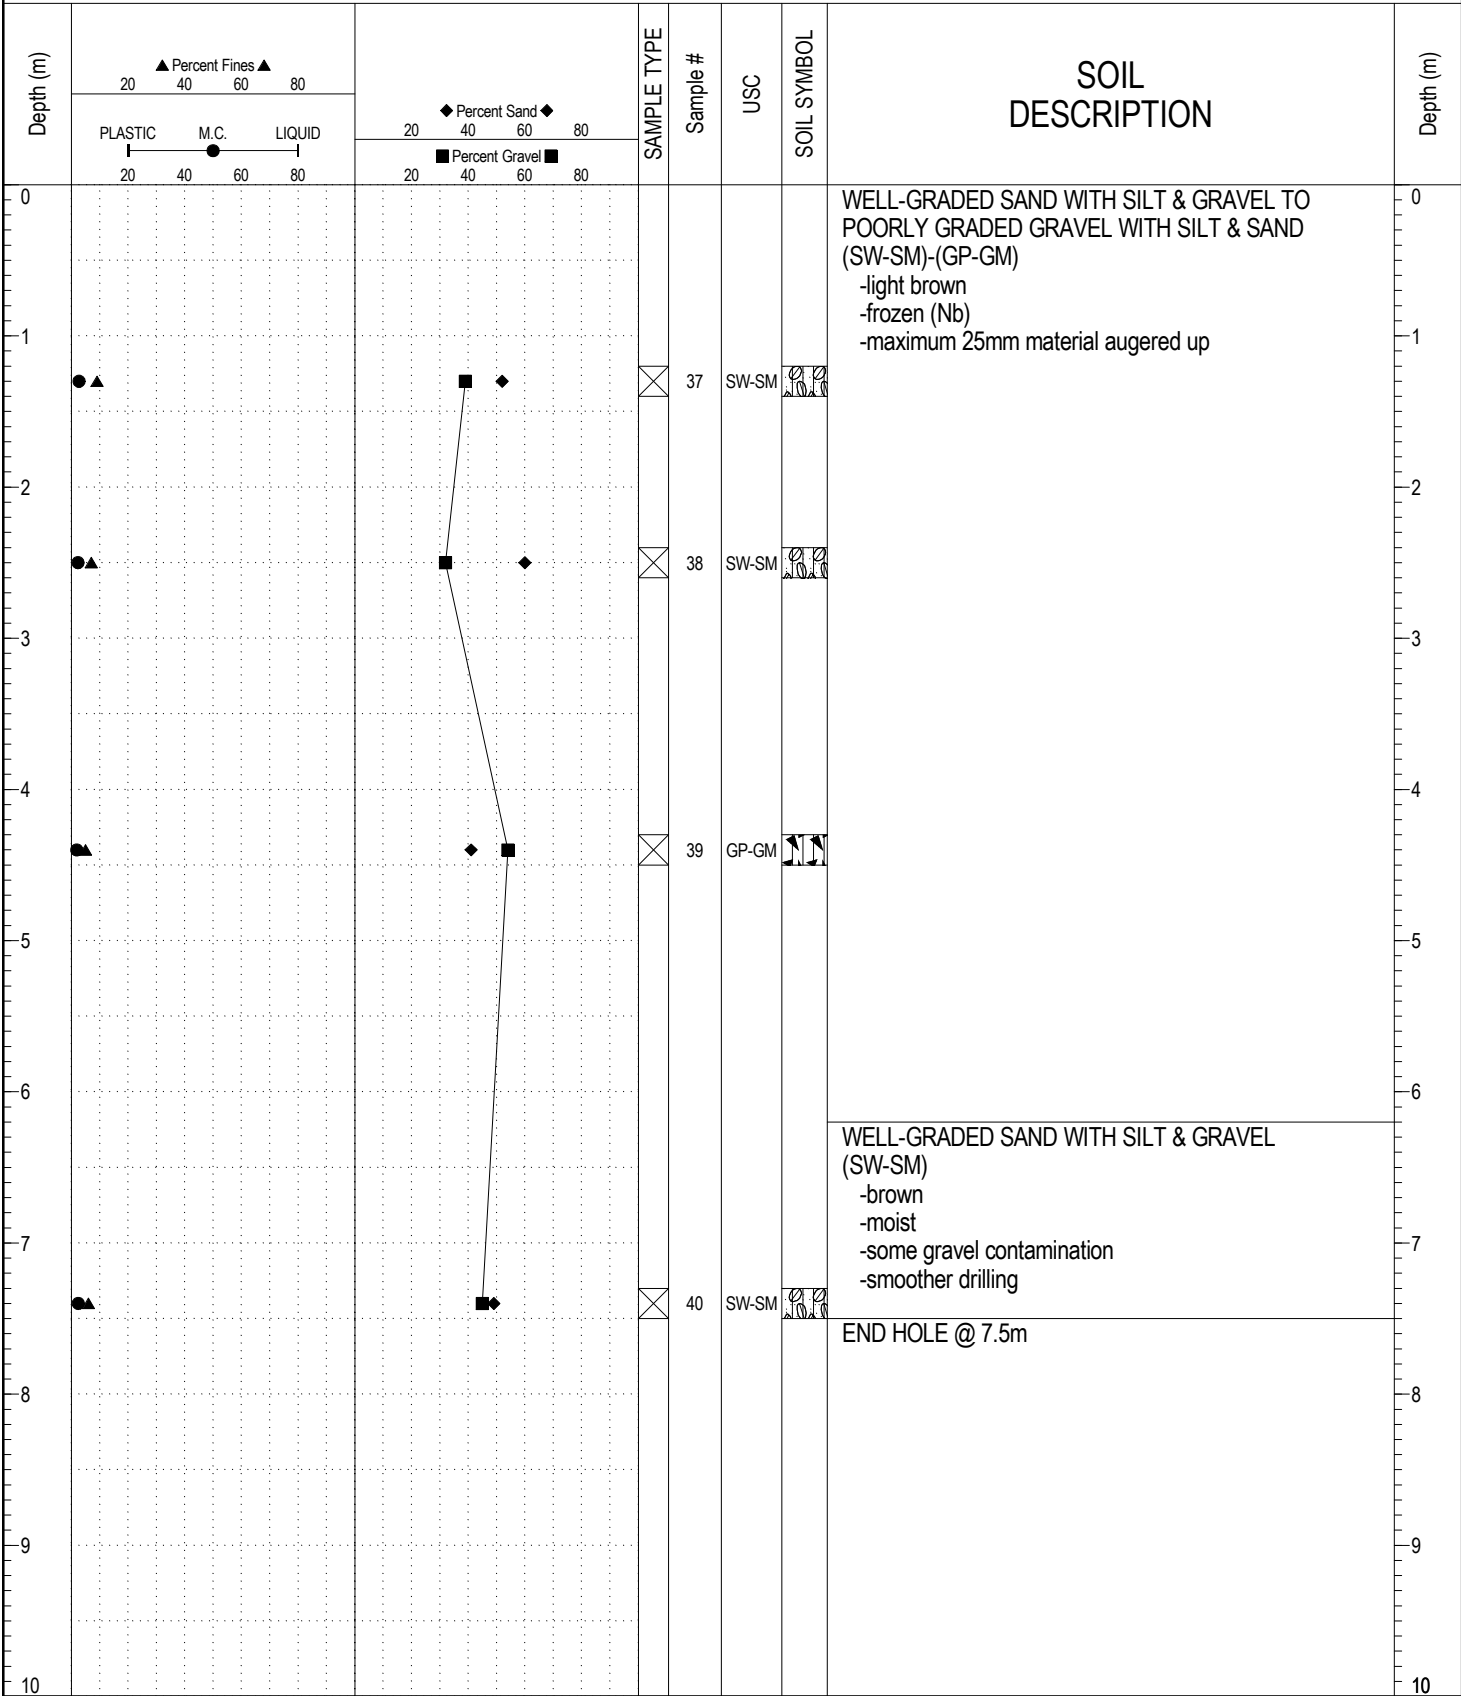 Depth (m)
▲ Percent Fines ▲
20 40 60 80
PLASTIC M.C. LIQUID
20 40 60 80
◆ Percent Sand ◆
20 40 60 80
■ Percent Gravel ■
20 40 60 80
SAMPLE TYPE
Sample #
USC
SOIL SYMBOL
SOIL
DESCRIPTION
Depth (m)
0 WELL-GRADED SAND WITH SILT & GRAVEL TO 0
POORLY GRADED GRAVEL WITH SILT & SAND
(SW-SM)-(GP-GM)
-light brown
-frozen (Nb)
1 -maximum 25mm material augered up 1
37 SW-SM
2 2
38 SW-SM
3 3
4 4
39 GP-GM
5 5
6 6
WELL-GRADED SAND WITH SILT & GRAVEL
(SW-SM)
-brown
-moist
7 -some gravel contamination 7
-smoother drilling
40 SW-SM
END HOLE @ 7.5m
8 8
9 9
10 10